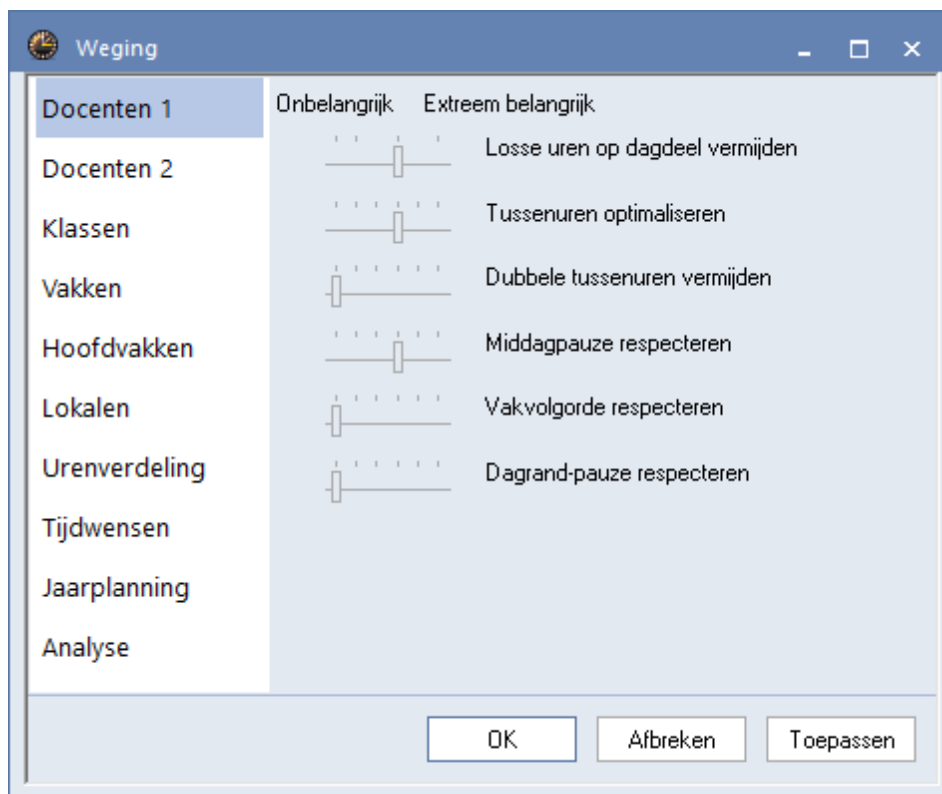 Weging
Docenten 1
Docenten 2
Klassen
Vakken
Hoofdvakken
Lokalen
Urenverdeling
Tijdwensen
Jaarplanning
Analyse
Onbelangrijk Extreem belangrijk
Losse uren op dagdeel vermijden
Tussenuren optimaliseren
Dubbele tussenuren vermijden
Middagpauze respecteren
Vakvolgorde respecteren
Dagrand-pauze respecteren
OK Afbreken Toepassen